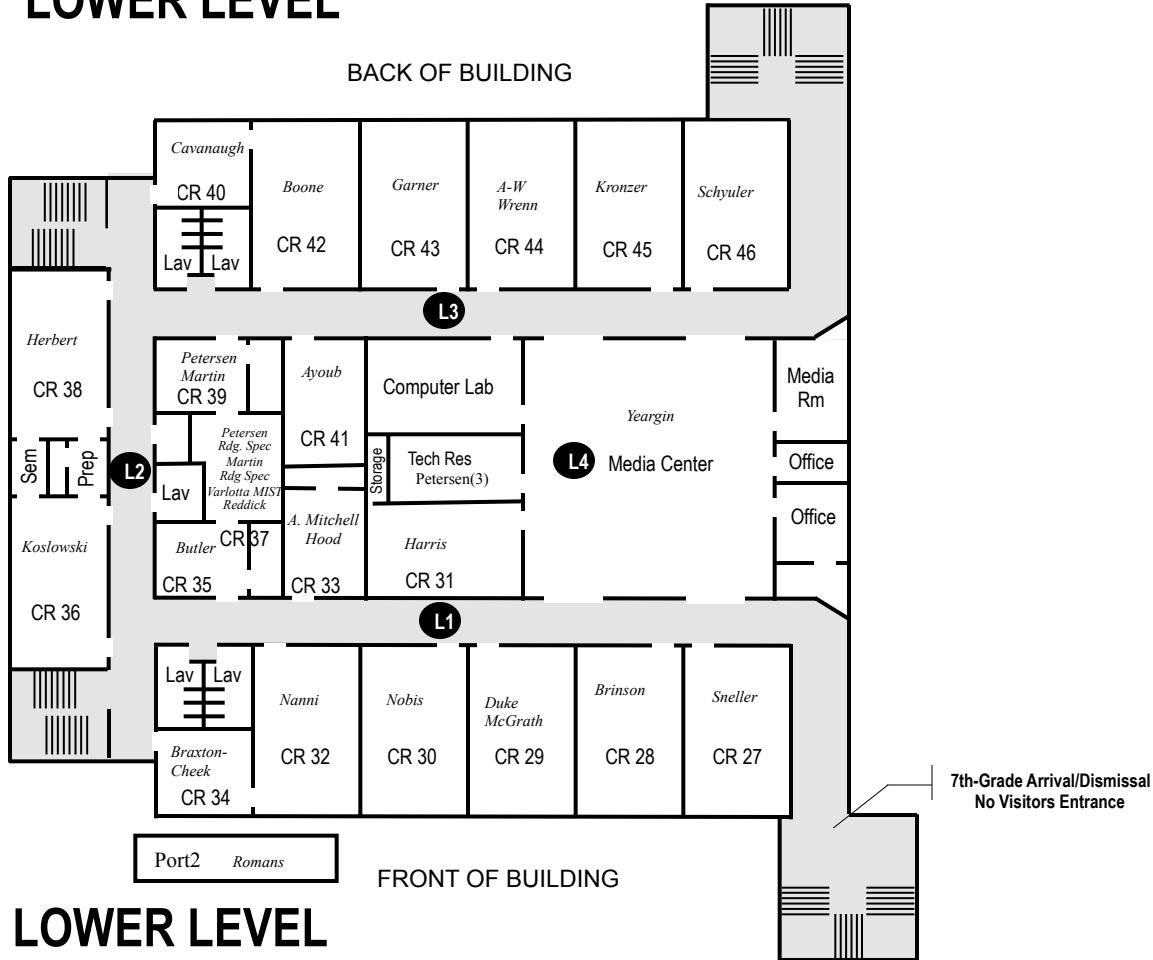 LOWER LEVEL
BACK OF BUILDING
Cavanaugh
CR 40
Lav
Lav
Boone
CR 42
Garner
CR 43
A-W
Wrenn
CR 44
Kronzer
CR 45
Schyuler
CR 46
L3
Herbert
CR 38
Sem
Prep
Koslowski
CR 36
L2
Petersen
Martin
CR 39
Petersen
Rdg. Spec
Martin
Rdg Spec
Varlotta MIST
Reddick
CR 37
Lav
Butler
CR 35
Ayoub
CR 41
A. Mitchell
Hood
CR 33
Computer Lab
Storage
Tech Res
Petersen(3)
Harris
CR 31
Yeargin
L4
Media Center
Media
Rm
Office
Office
L1
Lav
Lav
Braxton-
Cheek
CR 34
Nanni
CR 32
Nobis
CR 30
Duke
McGrath
CR 29
Brinson
CR 28
Sneller
CR 27
7th-Grade Arrival/Dismissal
No Visitors Entrance
Port2 Romans
FRONT OF BUILDING
LOWER LEVEL